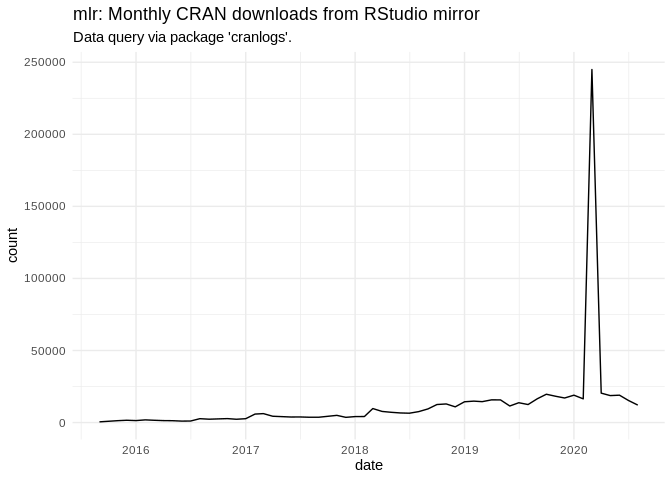 mlr: Monthly CRAN downloads from RStudio mirror
Data query via package 'cranlogs'.
250000
200000
150000
100000
50000
0
count
2016 2017 2018 2019 2020
date